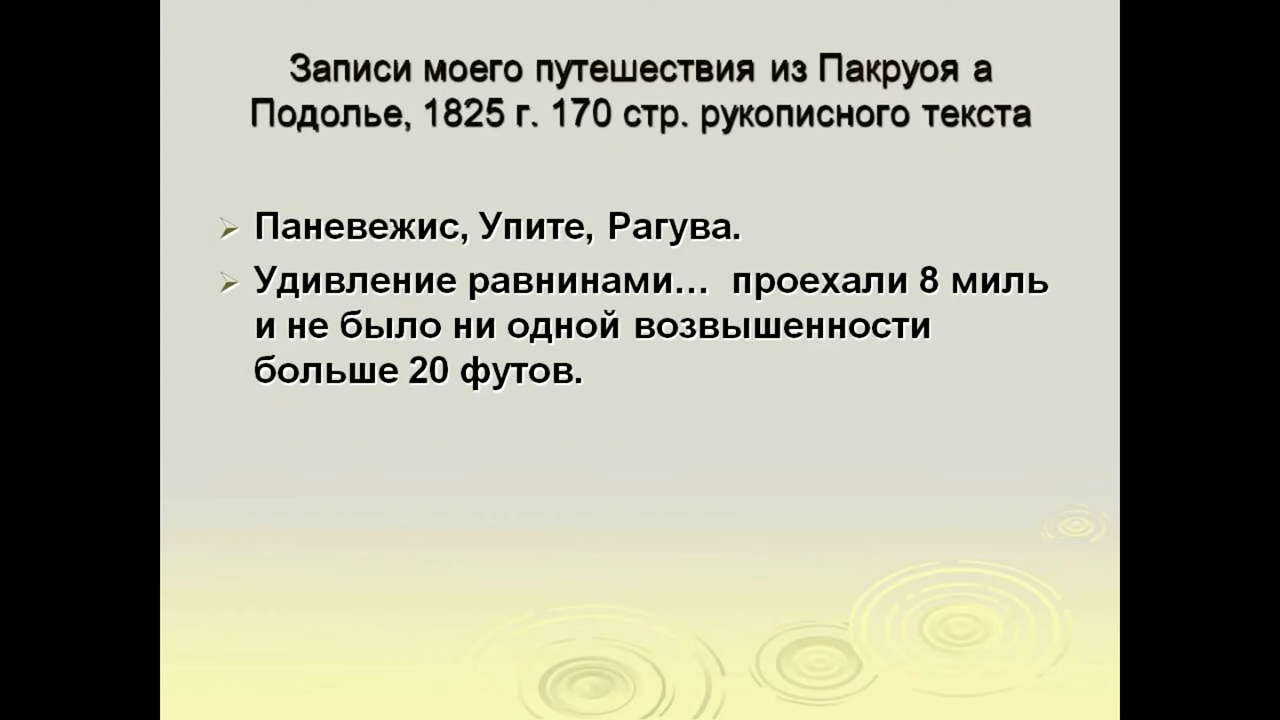 Записи моего путешествия из Пакруоя а
Подолье, 1825 г. 170 стр. рукописного текста
Паневежис, Упите, Рагува.
Удивление равнинами… проехали 8 миль
и не было ни одной возвышенности
больше 20 футов.